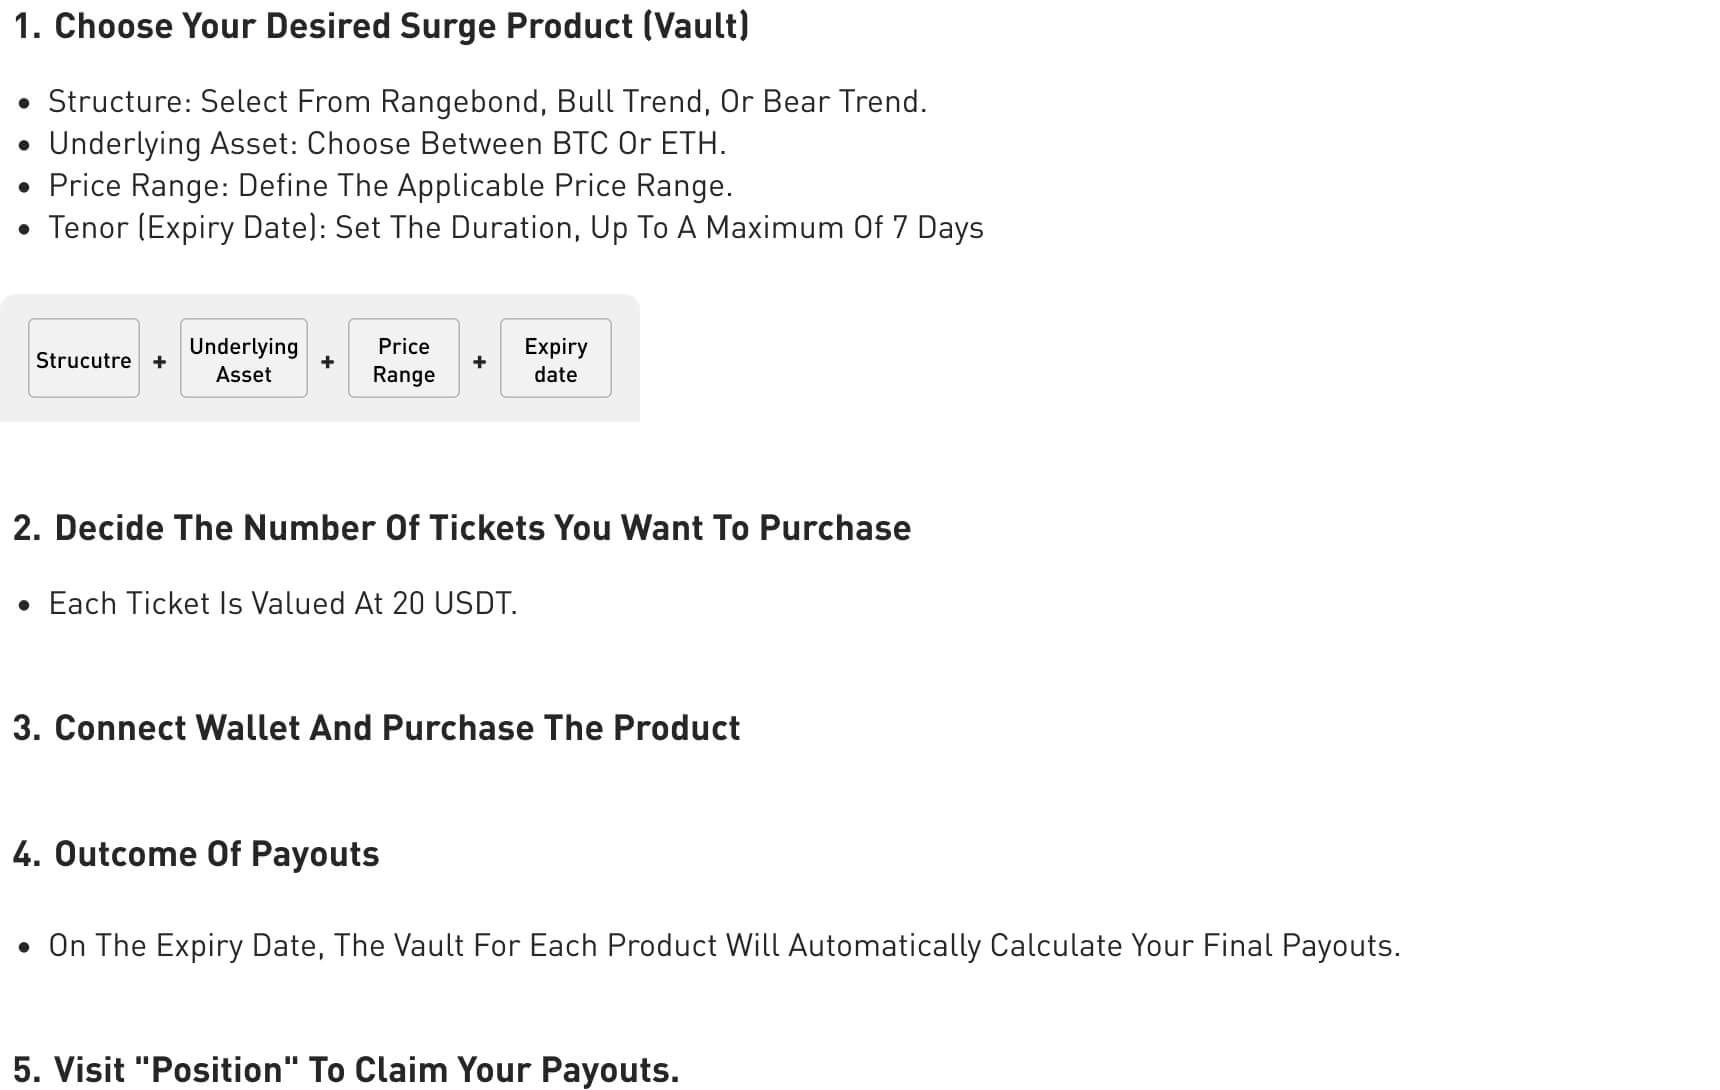 1. Choose Your Desired Surge Product (Vault)
• Structure: Select From Rangebond, Bull Trend, Or Bear Trend.
• Underlying Asset: Choose Between BTC Or ETH.
• Price Range: Define The Applicable Price Range.
• Tenor (Expiry Date): Set The Duration, Up To A Maximum Of 7 Days
Strucutre + Underlying Asset + Price Range + Expiry date
2. Decide The Number Of Tickets You Want To Purchase
• Each Ticket Is Valued At 20 USDT.
3. Connect Wallet And Purchase The Product
4. Outcome Of Payouts
• On The Expiry Date, The Vault For Each Product Will Automatically Calculate Your Final Payouts.
5. Visit "Position" To Claim Your Payouts.